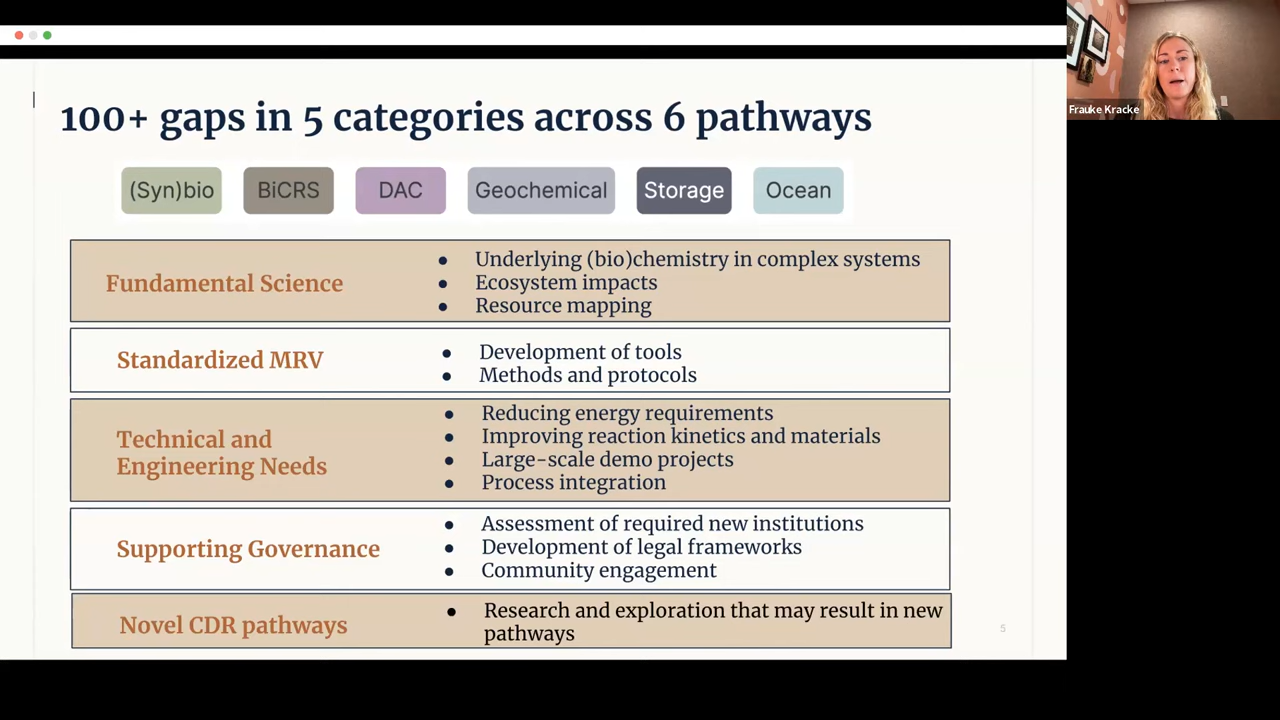 Frauke Kracke
100+ gaps in 5 categories across 6 pathways
(Syn)bio
BiCRS
DAC
Geochemical
Storage
Ocean
Fundamental Science
• Underlying (bio)chemistry in complex systems
• Ecosystem impacts
• Resource mapping
Standardized MRV
• Development of tools
• Methods and protocols
Technical and
Engineering Needs
• Reducing energy requirements
• Improving reaction kinetics and materials
• Large-scale demo projects
• Process integration
Supporting Governance
• Assessment of required new institutions
• Development of legal frameworks
• Community engagement
Novel CDR pathways
• Research and exploration that may result in new
pathways
5